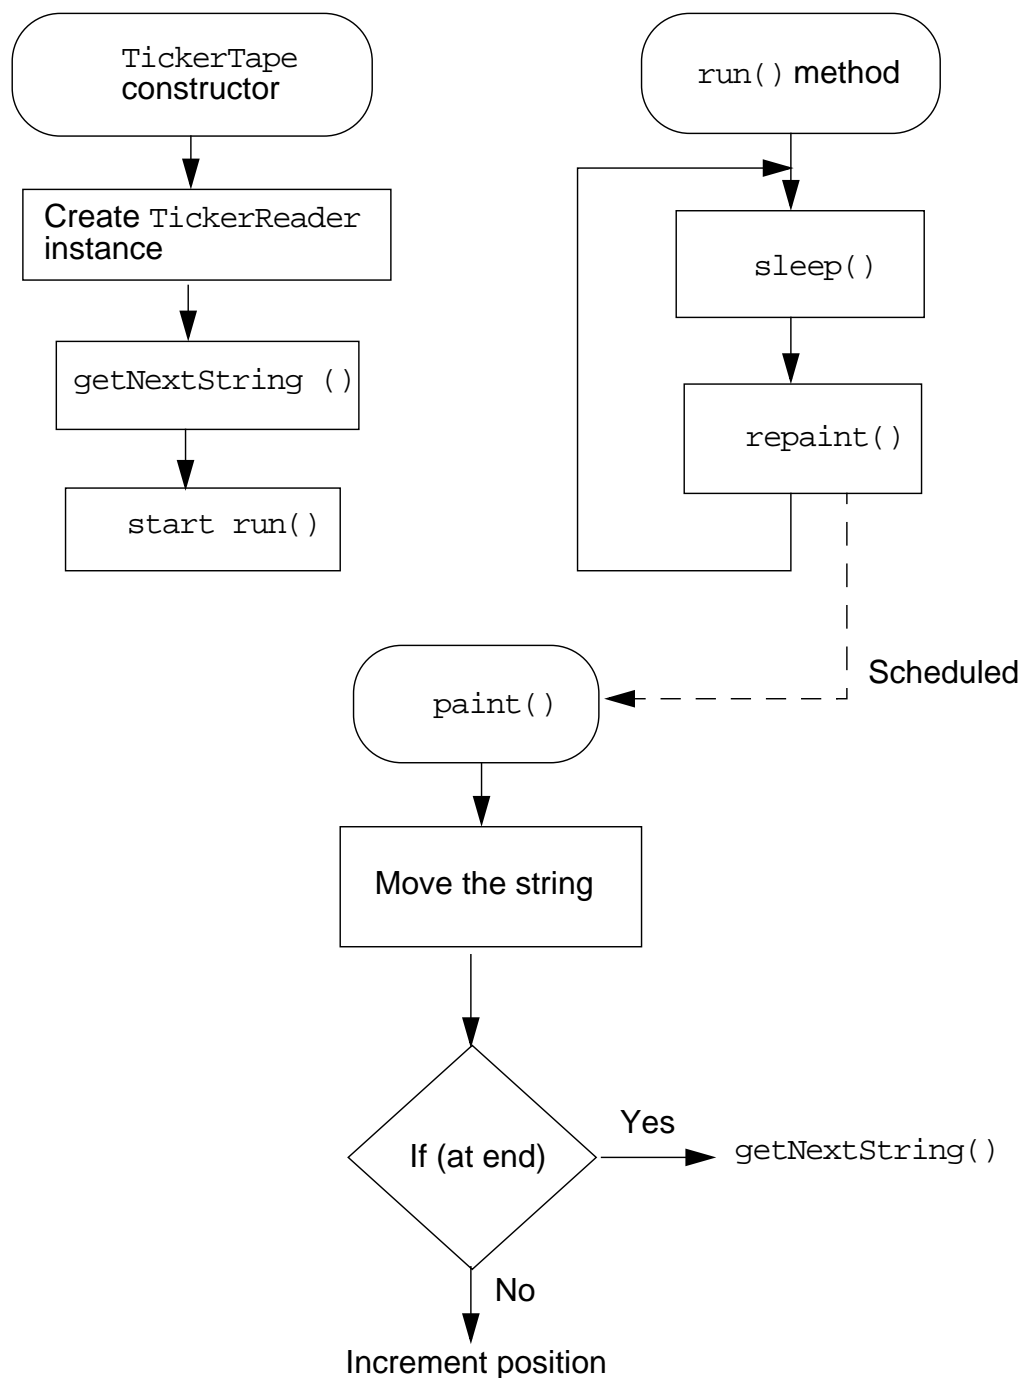 TickerTape
constructor
Create TickerReader
instance
getNextString ()
start run()
run() method
sleep()
repaint()
Scheduled
paint()
Move the string
If (at end)
Yes
getNextString()
No
Increment position